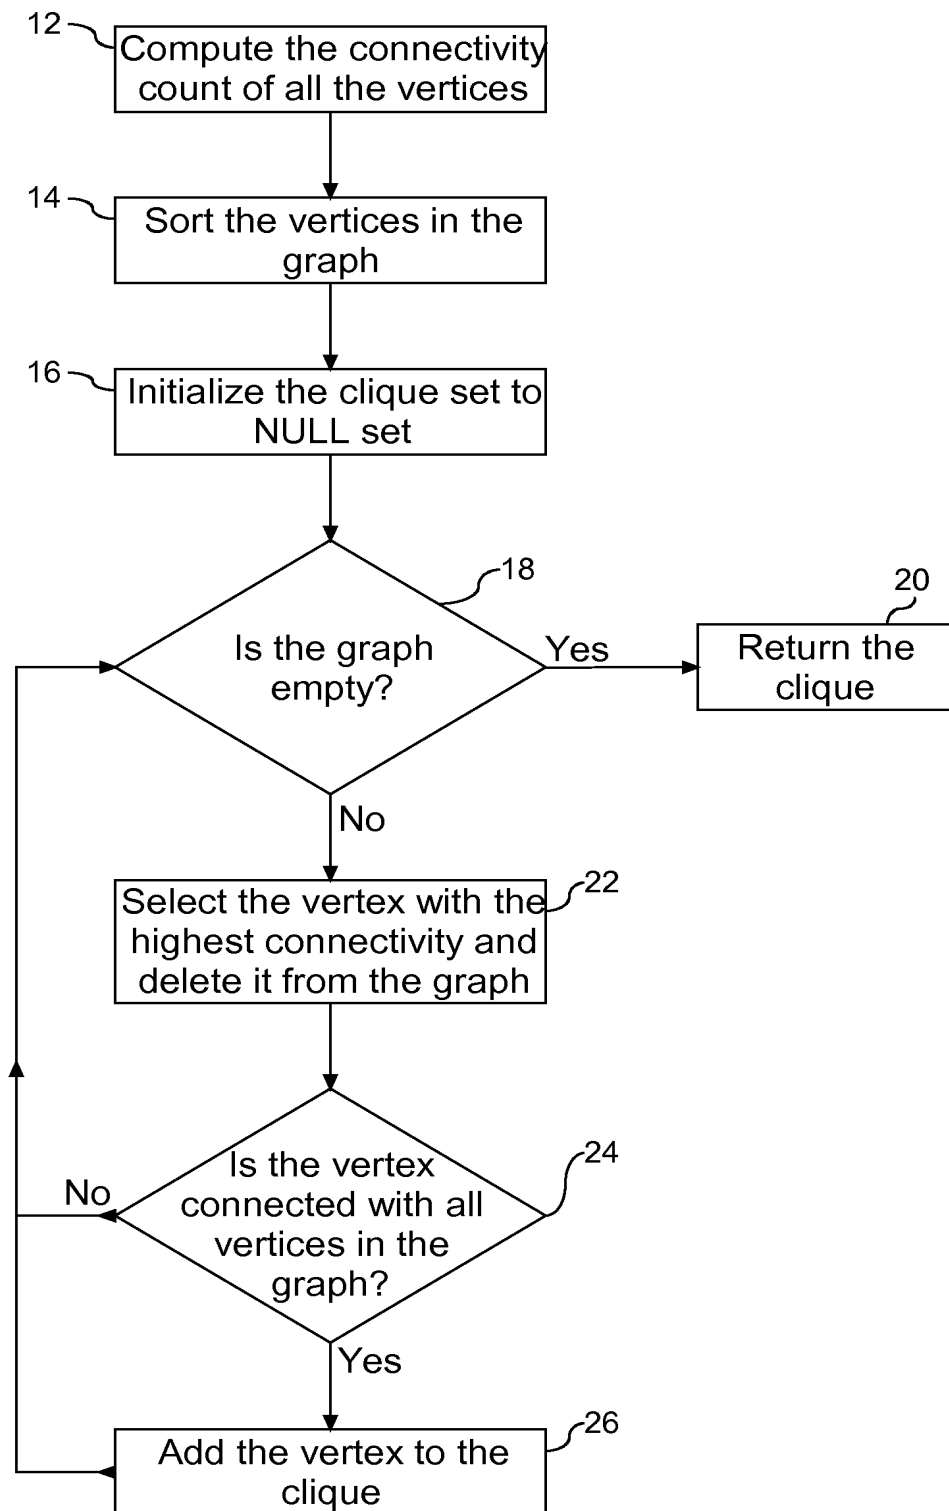 12
Compute the connectivity
count of all the vertices
14
Sort the vertices in the
graph
16
Initialize the clique set to
NULL set
18
Is the graph
empty?
Yes
20
Return the
clique
No
22
Select the vertex with the
highest connectivity and
delete it from the graph
24
Is the vertex
connected with all
vertices in the
graph?
No
Yes
26
Add the vertex to the
clique